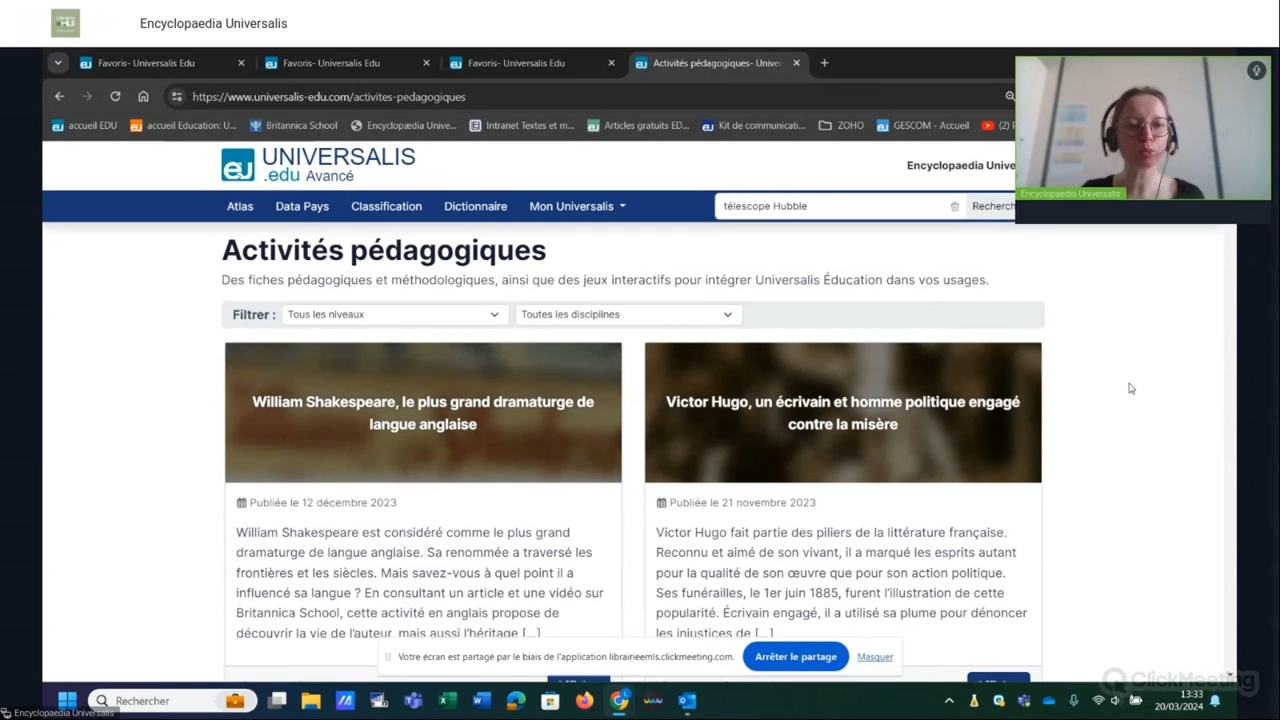 Encyclopaedia Universalis
Favoris- Universalis Edu
Favoris- Universalis Edu
Favoris- Universalis Edu
Activités pédagogiques- Unive
https://www.universalis-edu.com/activites-pedagogiques
accueil EDU
accueil Education: U...
Britannica School
Encyclopædia Unive...
Intranet Textes et m...
Articles gratuits ED...
Kit de communicati...
ZOHO
GESCOM - Accueil
Encyclopaedia Universalis
UNIVERSALIS
.edu Avancé
Encyclopaedia Unive
Atlas
Data Pays
Classification
Dictionnaire
Mon Universalis
télescope Hubble
Recherch
Activités pédagogiques
Des fiches pédagogiques et méthodologiques, ainsi que des jeux interactifs pour intégrer Universalis Éducation dans vos usages.
Filtrer :
Tous les niveaux
Toutes les disciplines
William Shakespeare, le plus grand dramaturge de
langue anglaise
Publiée le 12 décembre 2023
William Shakespeare est considéré comme le plus grand
dramaturge de langue anglaise. Sa renommée a traversé les
frontières et les siècles. Mais savez-vous à quel point il a
influencé sa langue ? En consultant un article et une vidéo sur
Britannica School, cette activité en anglais propose de
découvrir la vie de l'auteur, mais aussi l'héritage [...]
Victor Hugo, un écrivain et homme politique engagé
contre la misère
Publiée le 21 novembre 2023
Victor Hugo fait partie des piliers de la littérature française.
Reconnu et aimé de son vivant, il a marqué les esprits autant
pour la qualité de son œuvre que pour son action politique.
Ses funérailles, le 1er juin 1885, furent l'illustration de cette
popularité. Écrivain engagé, il a utilisé sa plume pour dénoncer
les injustices de [...]
Votre écran est partagé par le biais de l'application librairieemls.clickmeeting.com.
Arrêter le partage
Masquer
ClickMeeting
Rechercher
13:33
20/03/2024
Encyclopaedia Universalis